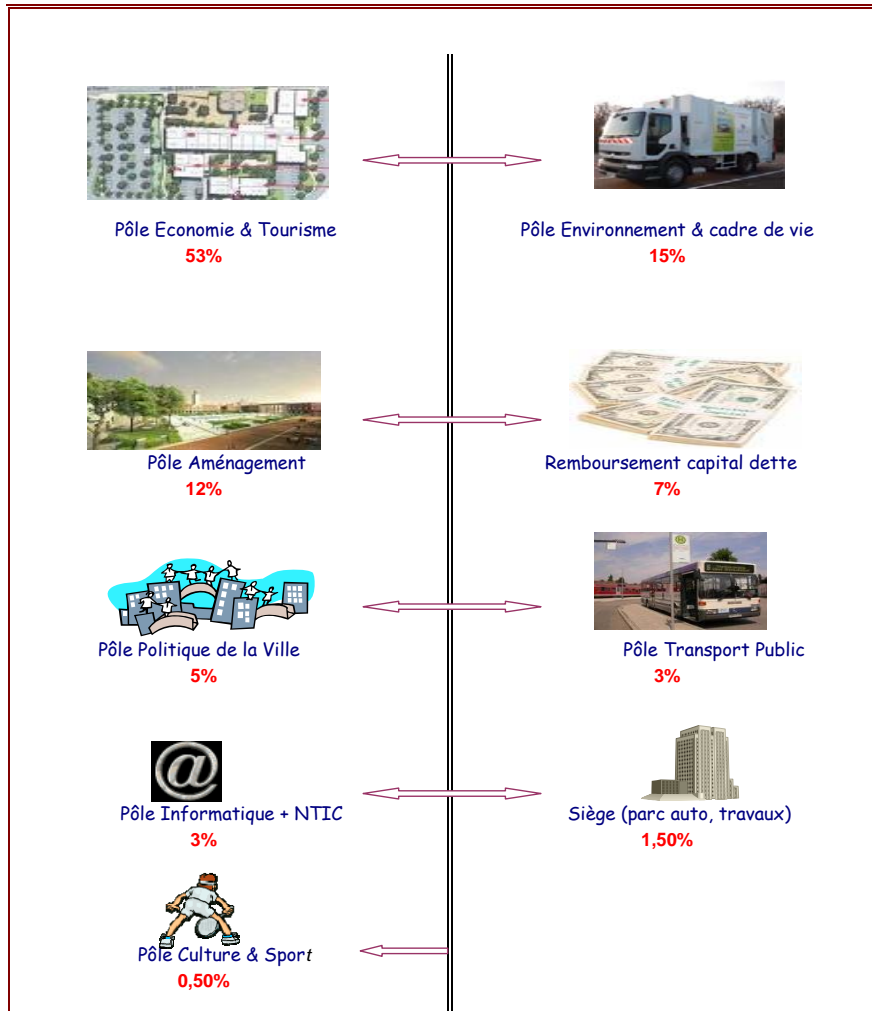 Pôle Economie & Tourisme
53%
Pôle Environnement & cadre de vie
15%
Pôle Aménagement
12%
Remboursement capital dette
7%
Pôle Politique de la Ville
5%
Pôle Transport Public
3%
Pôle Informatique + NTIC
3%
Siège (parc auto, travaux)
1,50%
Pôle Culture & Sport
0,50%